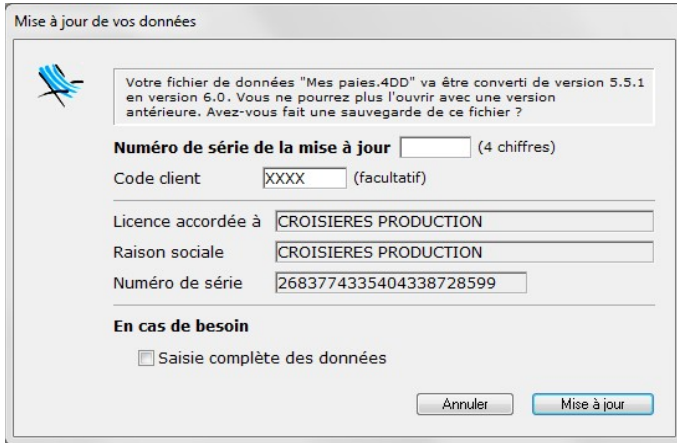 Mise à jour de vos données
Votre fichier de données "Mes paies.4DD" va être converti de version 5.5.1
en version 6.0. Vous ne pourrez plus l'ouvrir avec une version
antérieure. Avez-vous fait une sauvegarde de ce fichier ?
Numéro de série de la mise à jour (4 chiffres)
Code client XXXX (facultatif)
Licence accordée à CROISIERES PRODUCTION
Raison sociale CROISIERES PRODUCTION
Numéro de série 2683774335404338728599
En cas de besoin
Saisie complète des données
Annuler Mise à jour